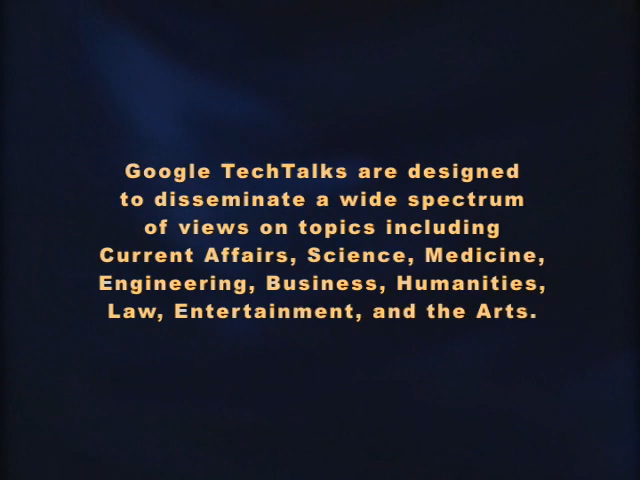 Google TechTalks are designed
to disseminate a wide spectrum
of views on topics including
Current Affairs, Science, Medicine,
Engineering, Business, Humanities,
Law, Entertainment, and the Arts.